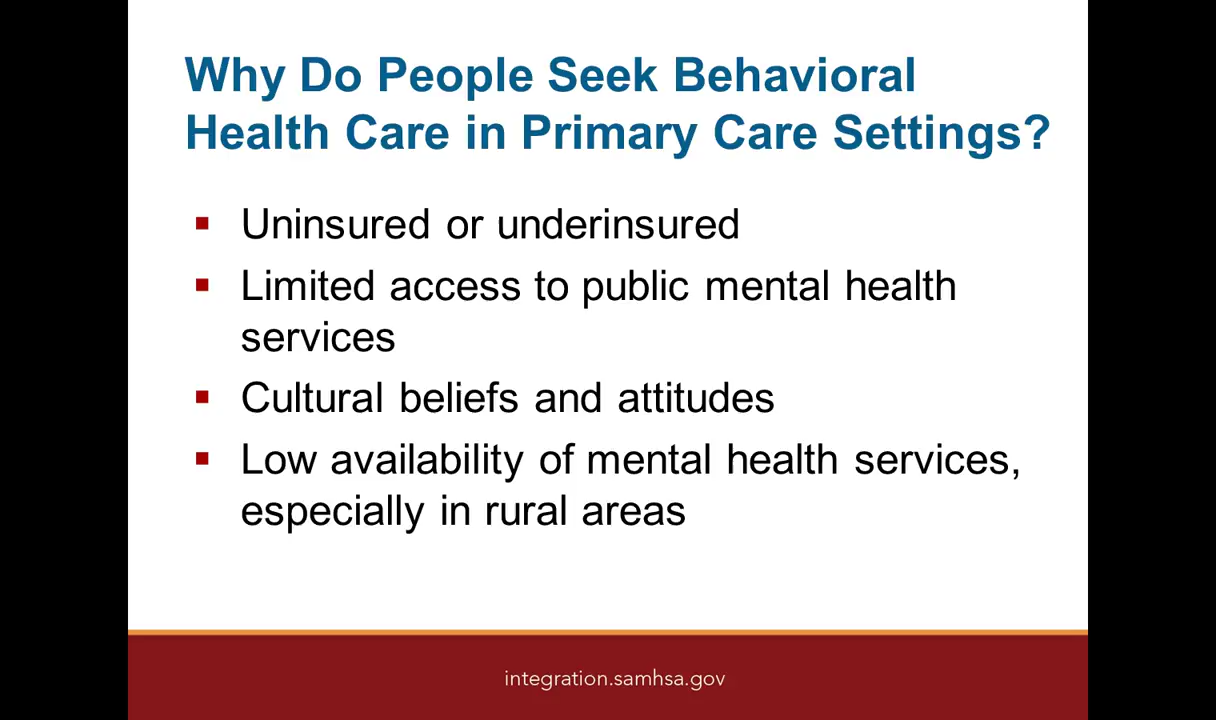 Why Do People Seek Behavioral
Health Care in Primary Care Settings?
▪ Uninsured or underinsured
▪ Limited access to public mental health
services
▪ Cultural beliefs and attitudes
▪ Low availability of mental health services,
especially in rural areas
integration.samhsa.gov